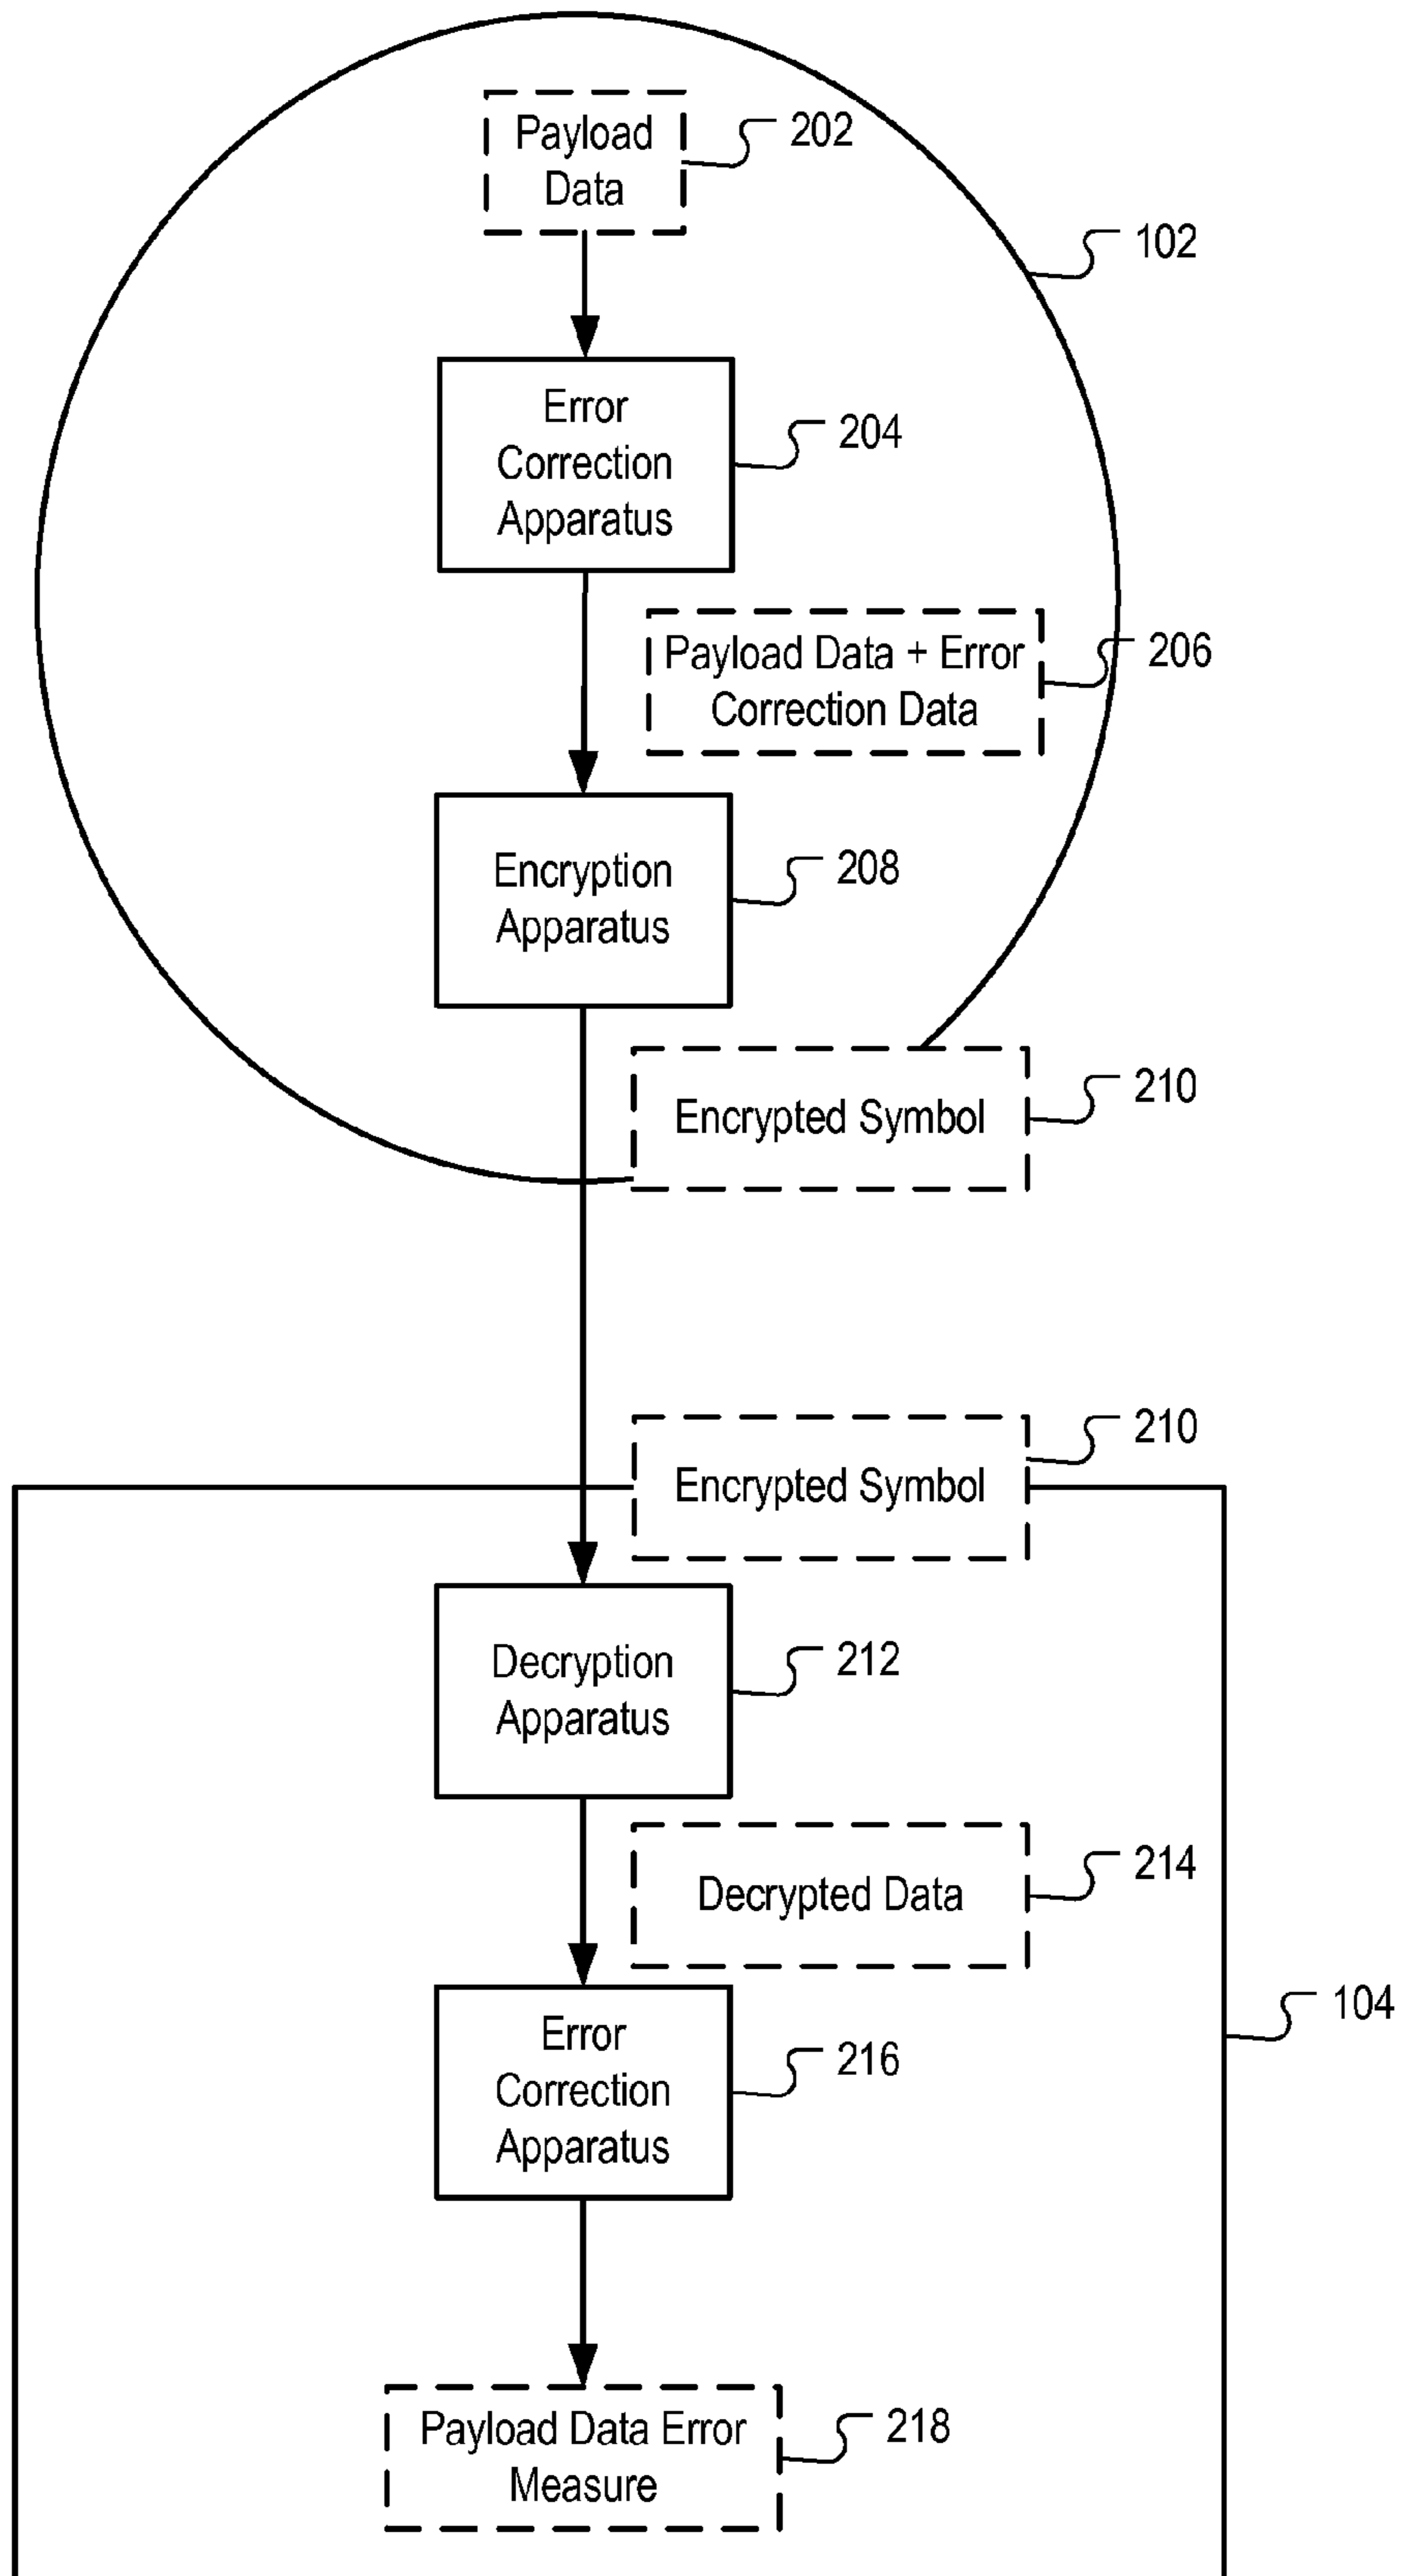 Payload
Data
202
102
Error
Correction
Apparatus
204
Payload Data + Error
Correction Data
206
Encryption
Apparatus
208
Encrypted Symbol
210
Encrypted Symbol
210
Decryption
Apparatus
212
Decrypted Data
214
Error
Correction
Apparatus
216
104
Payload Data Error
Measure
218